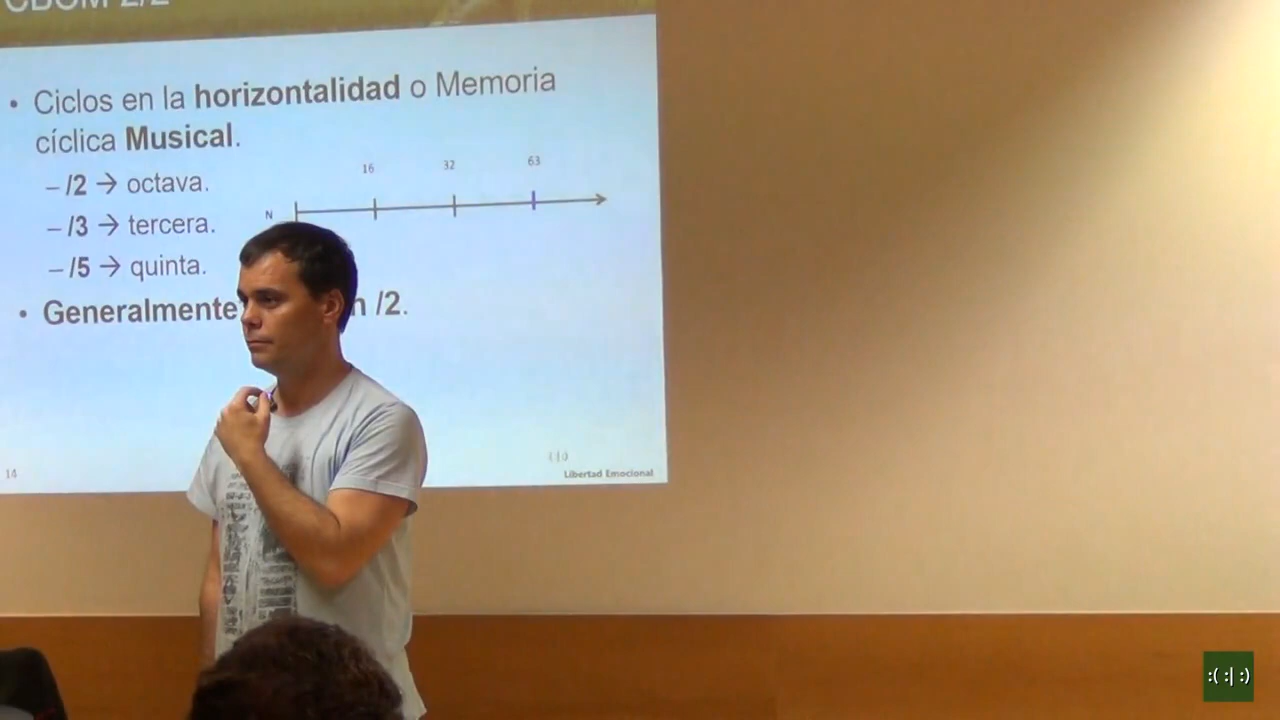 • Ciclos en la horizontalidad o Memoria
cíclica Musical.
– /2 → octava.
– /3 → tercera.
– /5 → quinta.
16 32 63
N
• Generalmente n /2.
14
Libertad Emocional
:( :| :)